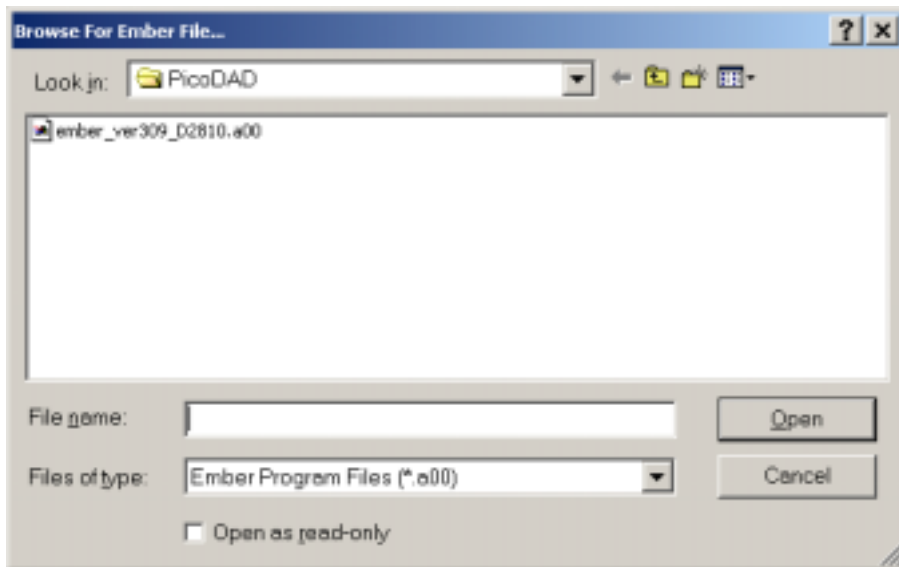 Browse For Ember File...
Look in: PicoDAD
ember_ver309_D2810.a00
File name: Open
Files of type: Ember Program Files (*.a00) Cancel
Open as read-only